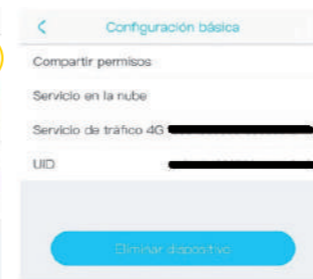 Configuración básica
Compartir permisos
Servicio en la nube
Servicio de tráfico 4G
UID
Eliminar dispositivo